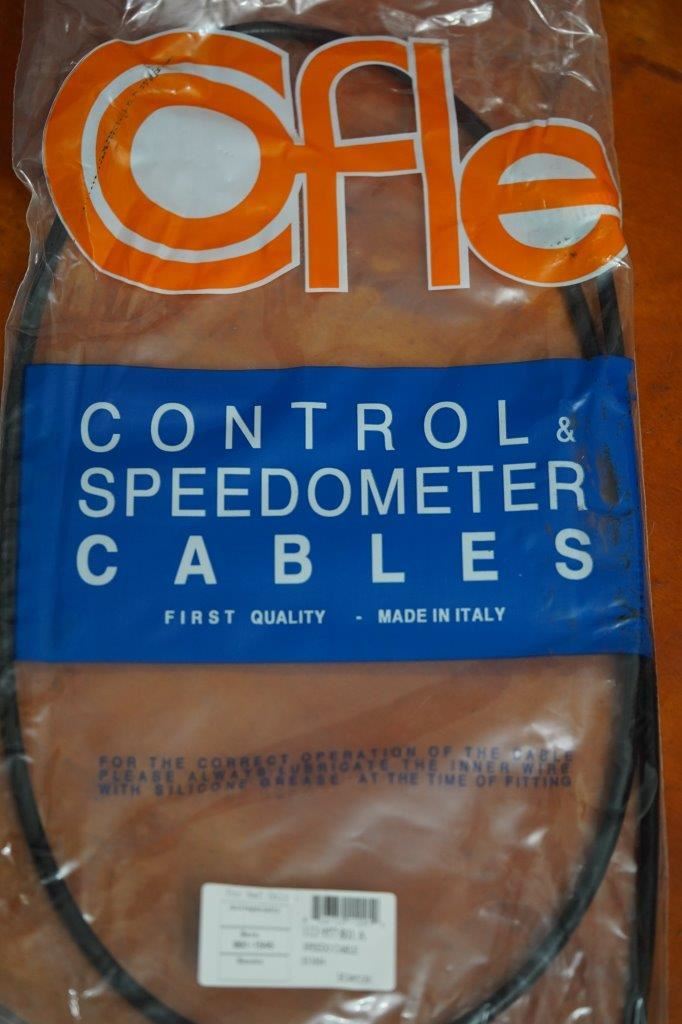 Cofle
CONTROL &
SPEEDOMETER
CABLES
FIRST QUALITY - MADE IN ITALY
FOR THE CORRECT OPERATION OF THE CABLE
PLEASE ALWAYS LUBRICATE THE INNER WIRE
WITH SILICONE GREASE AT THE TIME OF FITTING